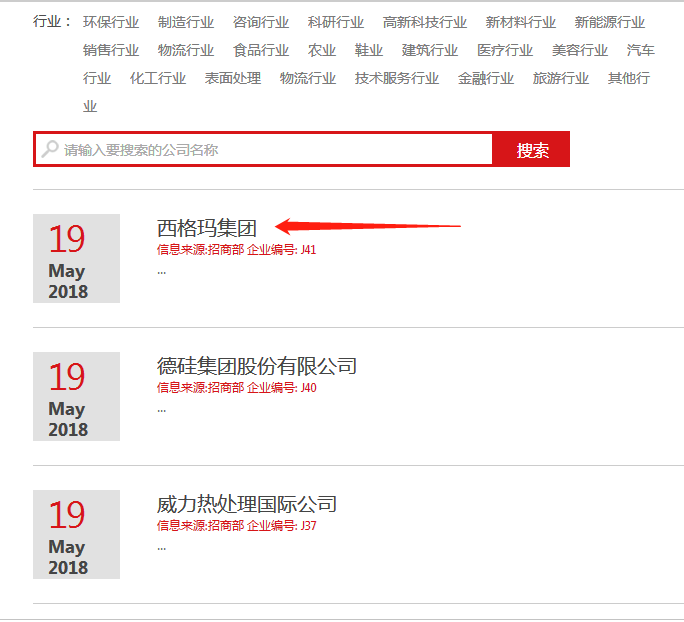 行业： 环保行业 制造行业 咨询行业 科研行业 高新科技行业 新材料行业 新能源行业
销售行业 物流行业 食品行业 农业 鞋业 建筑行业 医疗行业 美容行业 汽车
行业 化工行业 表面处理 物流行业 技术服务行业 金融行业 旅游行业 其他行
业
请输入要搜索的公司名称 搜索
19
May
2018
西格玛集团
信息来源:招商部 企业编号: J41
...
19
May
2018
德硅集团股份有限公司
信息来源:招商部 企业编号: J40
...
19
May
2018
威力热处理国际公司
信息来源:招商部 企业编号: J37
...